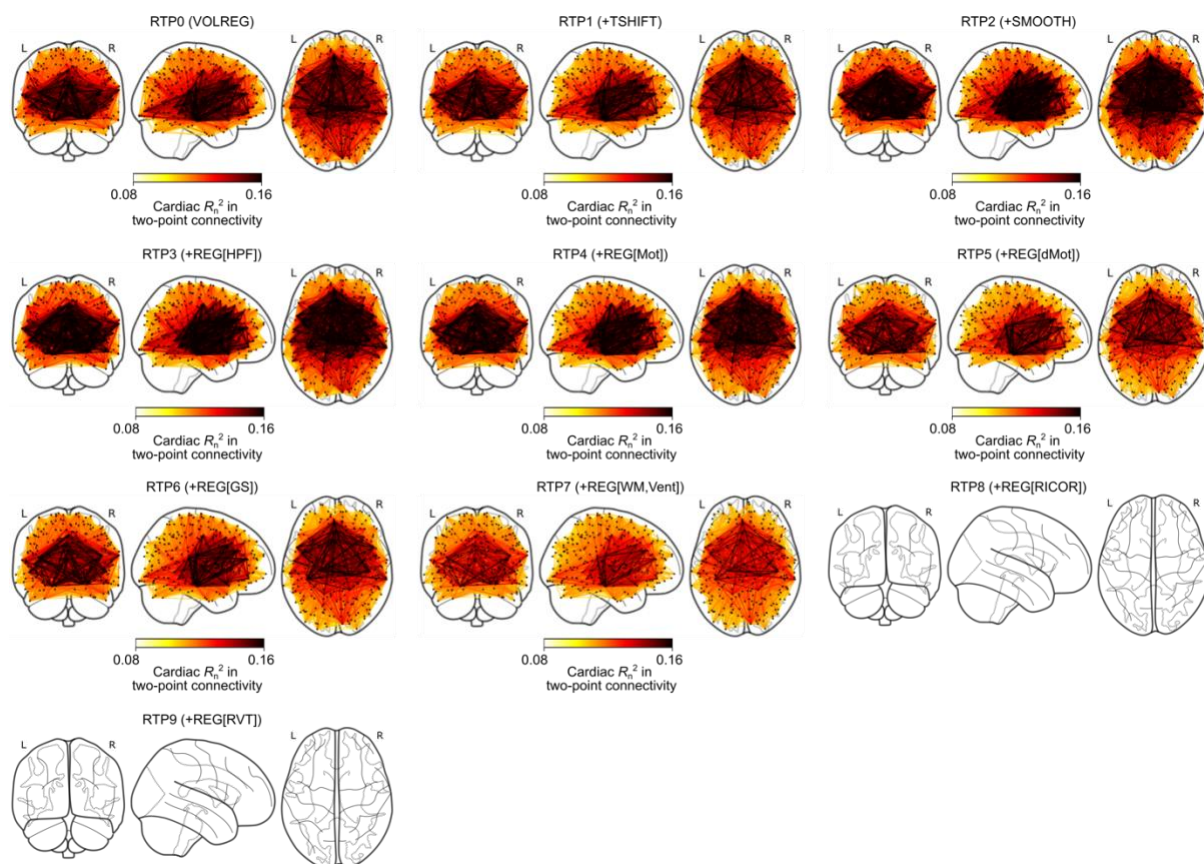 RTP0 (VOLREG)
L R
0.08 0.16
Cardiac Rn² in
two-point connectivity
RTP1 (+TSHIFT)
L R
0.08 0.16
Cardiac Rn² in
two-point connectivity
RTP2 (+SMOOTH)
L R
0.08 0.16
Cardiac Rn² in
two-point connectivity
RTP3 (+REG[HPF])
L R
0.08 0.16
Cardiac Rn² in
two-point connectivity
RTP4 (+REG[Mot])
L R
0.08 0.16
Cardiac Rn² in
two-point connectivity
RTP5 (+REG[dMot])
L R
0.08 0.16
Cardiac Rn² in
two-point connectivity
RTP6 (+REG[GS])
L R
0.08 0.16
Cardiac Rn² in
two-point connectivity
RTP7 (+REG[WM,Vent])
L R
0.08 0.16
Cardiac Rn² in
two-point connectivity
RTP8 (+REG[RICOR])
L R
RTP9 (+REG[RVT])
L R